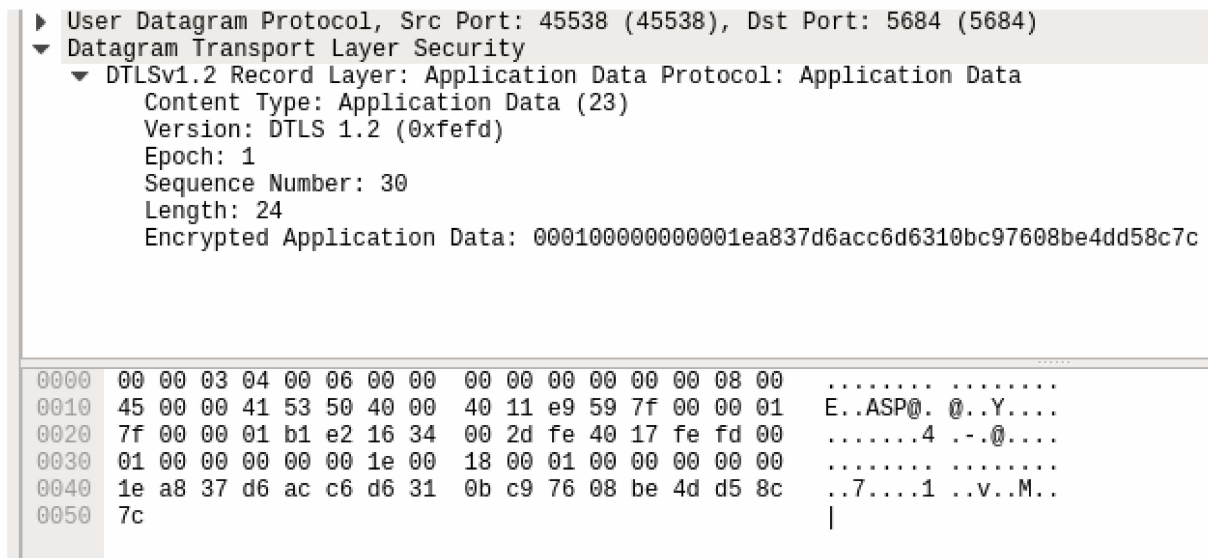 User Datagram Protocol, Src Port: 45538 (45538), Dst Port: 5684 (5684)
Datagram Transport Layer Security
DTLSv1.2 Record Layer: Application Data Protocol: Application Data
Content Type: Application Data (23)
Version: DTLS 1.2 (0xfefd)
Epoch: 1
Sequence Number: 30
Length: 24
Encrypted Application Data: 000100000000001ea837d6acc6d6310bc97608be4dd58c7c
0000 00 00 03 04 00 06 00 00 00 00 00 00 00 00 08 00 ........ ........
0010 45 00 00 41 53 50 40 00 40 11 e9 59 7f 00 00 01 E..ASP@. @..Y....
0020 7f 00 00 01 b1 e2 16 34 00 2d fe 40 17 fe fd 00 .......4 .-.@....
0030 01 00 00 00 00 00 1e 00 18 00 01 00 00 00 00 00 ........ ........
0040 1e a8 37 d6 ac c6 d6 31 0b c9 76 08 be 4d d5 8c ..7....1 ..v..M..
0050 7c |